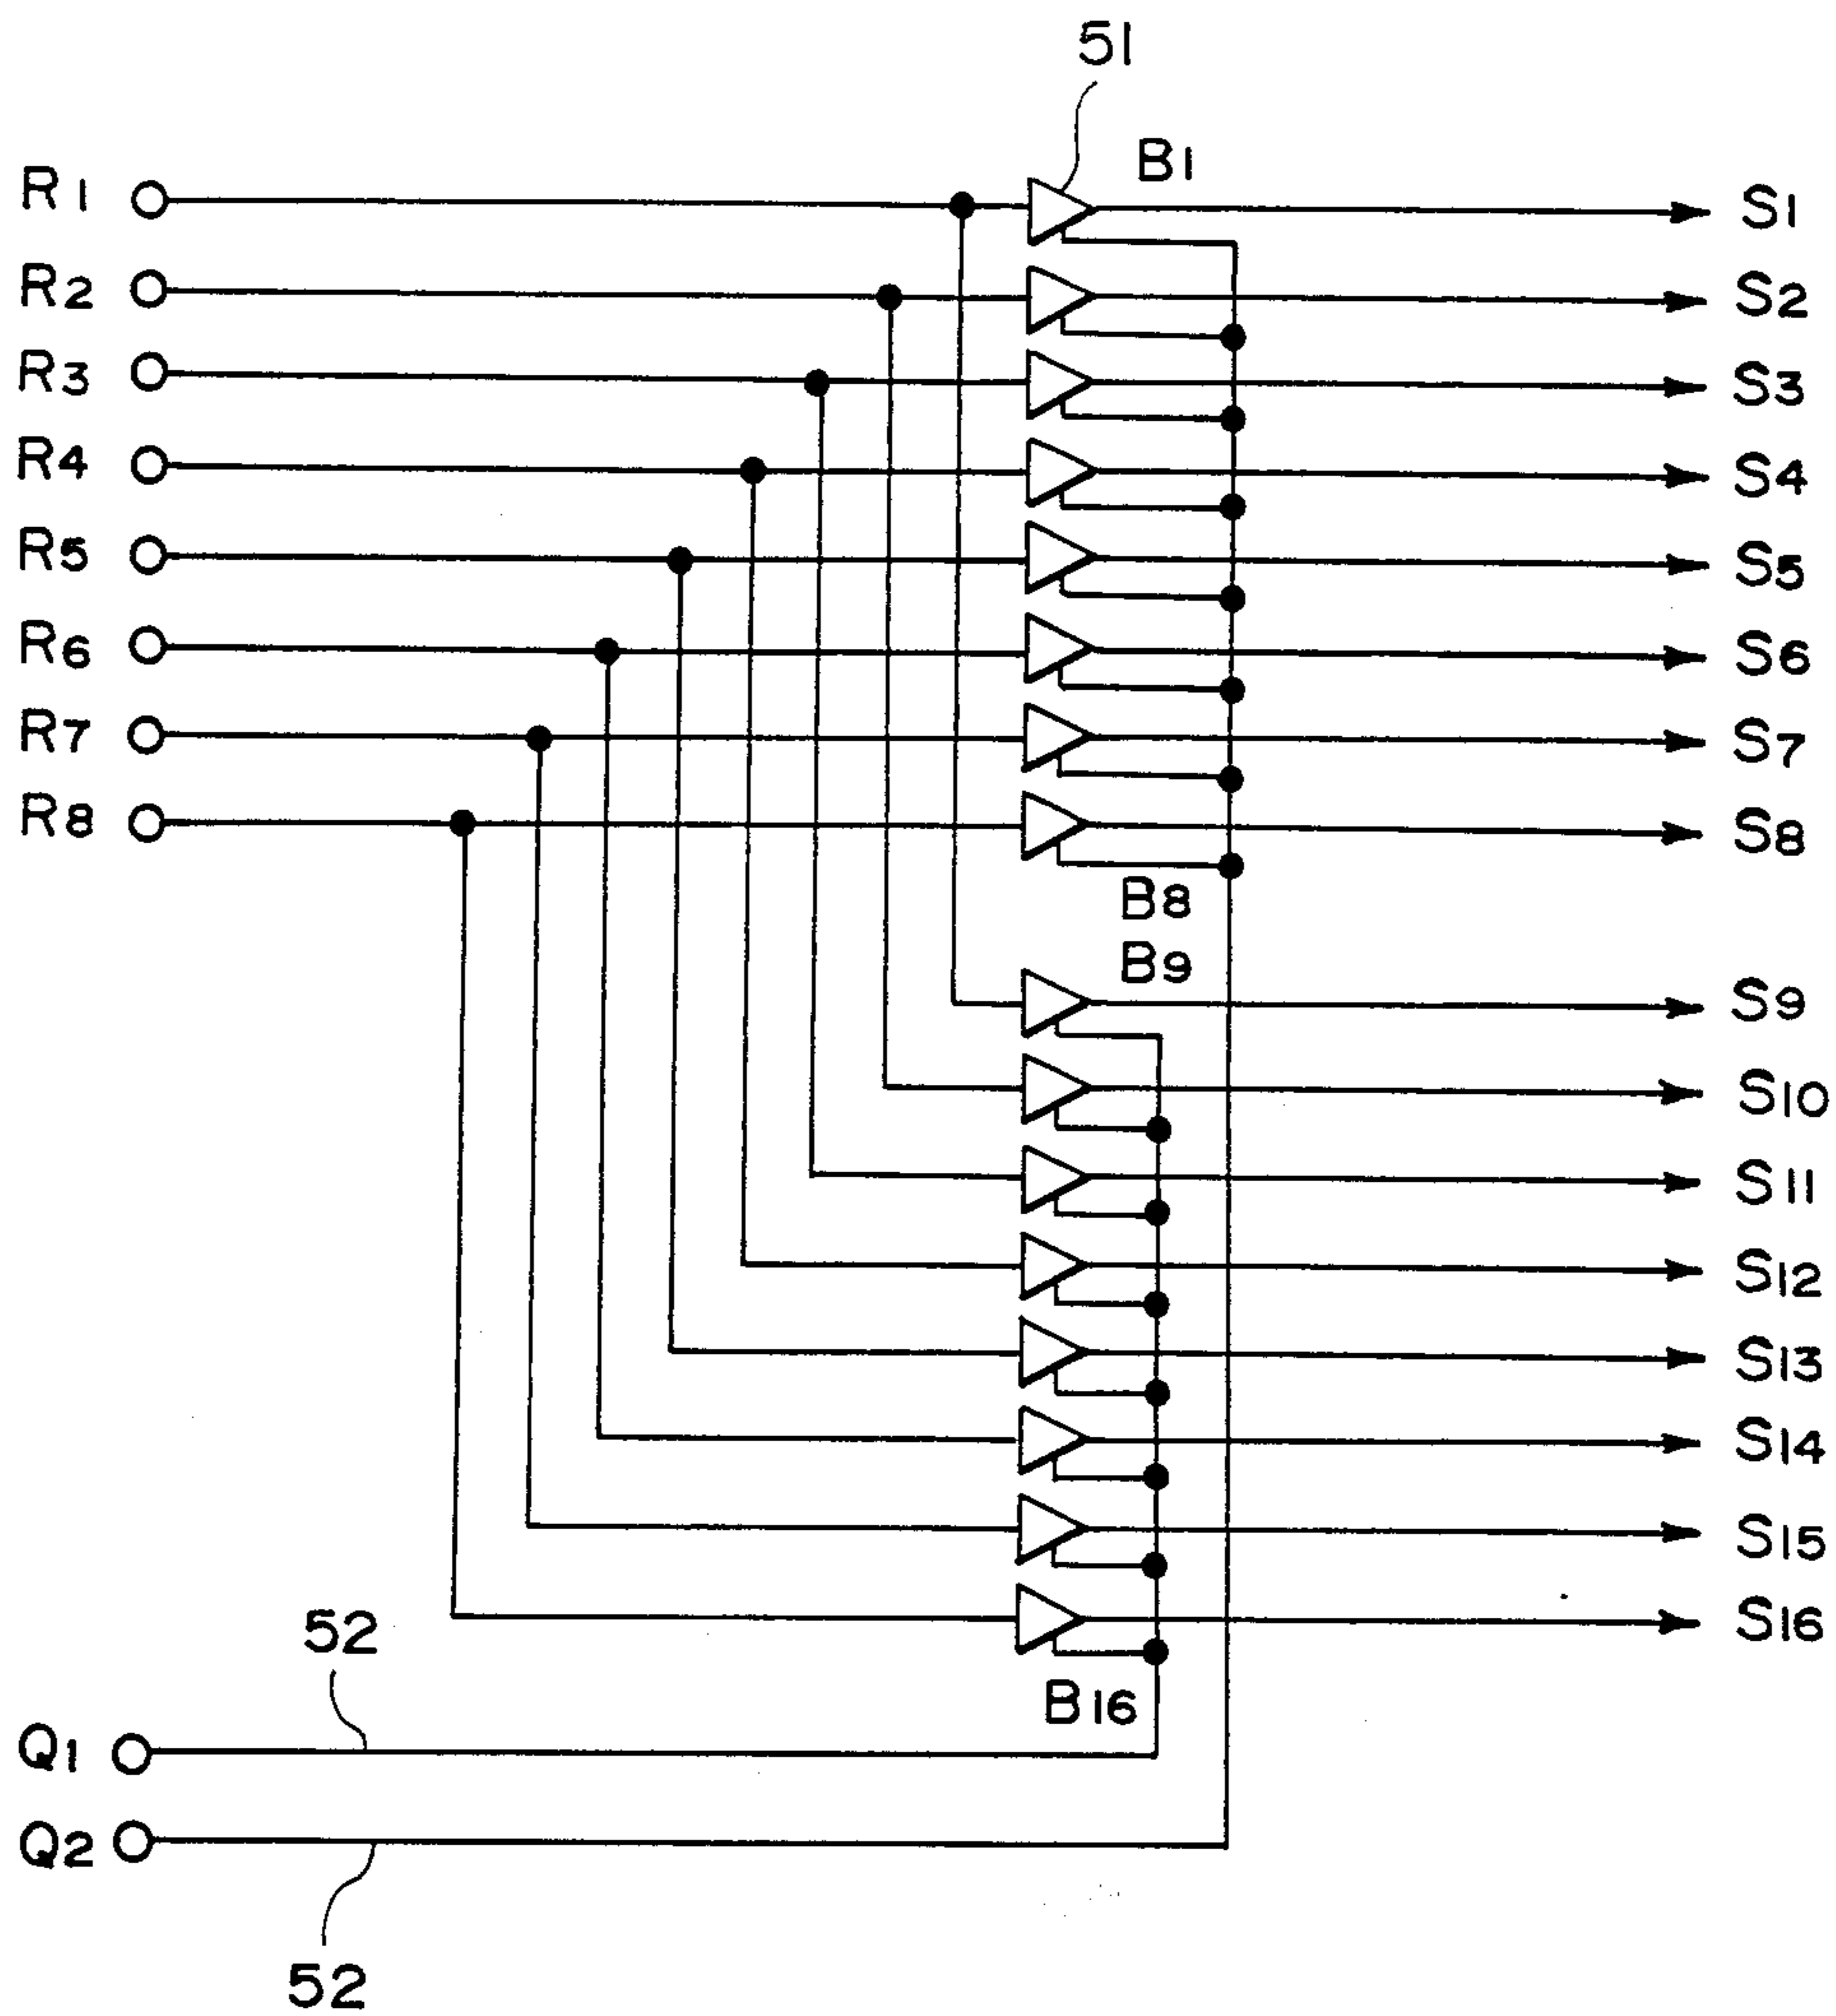 51
B1
R1 S1
R2 S2
R3 S3
R4 S4
R5 S5
R6 S6
R7 S7
R8 S8
B8
B9
S9
S10
S11
S12
S13
S14
S15
52 S16
B16
Q1
Q2
52